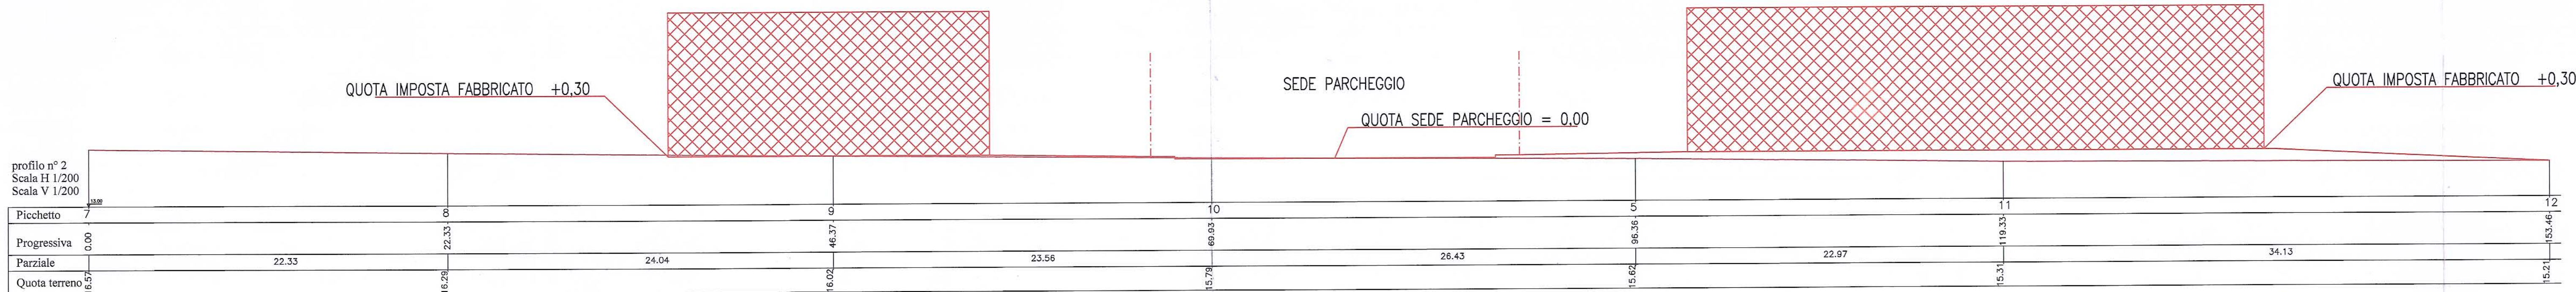 SEDE PARCHEGGIO
QUOTA IMPOSTA FABBRICATO +0,30
QUOTA IMPOSTA FABBRICATO +0,30
QUOTA SEDE PARCHEGGIO = 0,00
profilo n° 2
Scala H 1/200
Scala V 1/200
13.00
Picchetto 7 8 9 10 5 11 12
Progressiva 0.00 22.33 46.37 69.93 96.36 119.33 153.46
Parziale 22.33 24.04 23.56 26.43 22.97 34.13
Quota terreno 16.57 16.29 16.02 15.79 15.62 15.31 15.21